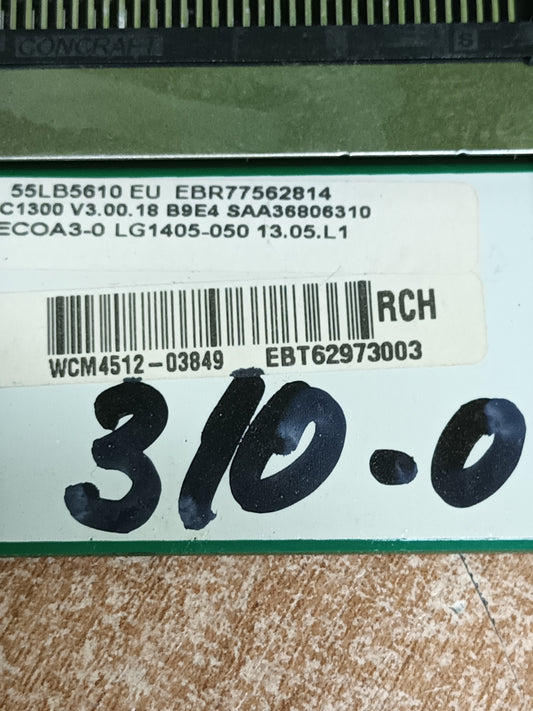 CONCRAFT S
55LB5610 EU EBR77562814
C1300 V3.00.18 B9E4 SAA36806310
ECOA3-0 LG1405-050 13.05.L1
RCH
WCM4512-03849 EBT62973003
310.0